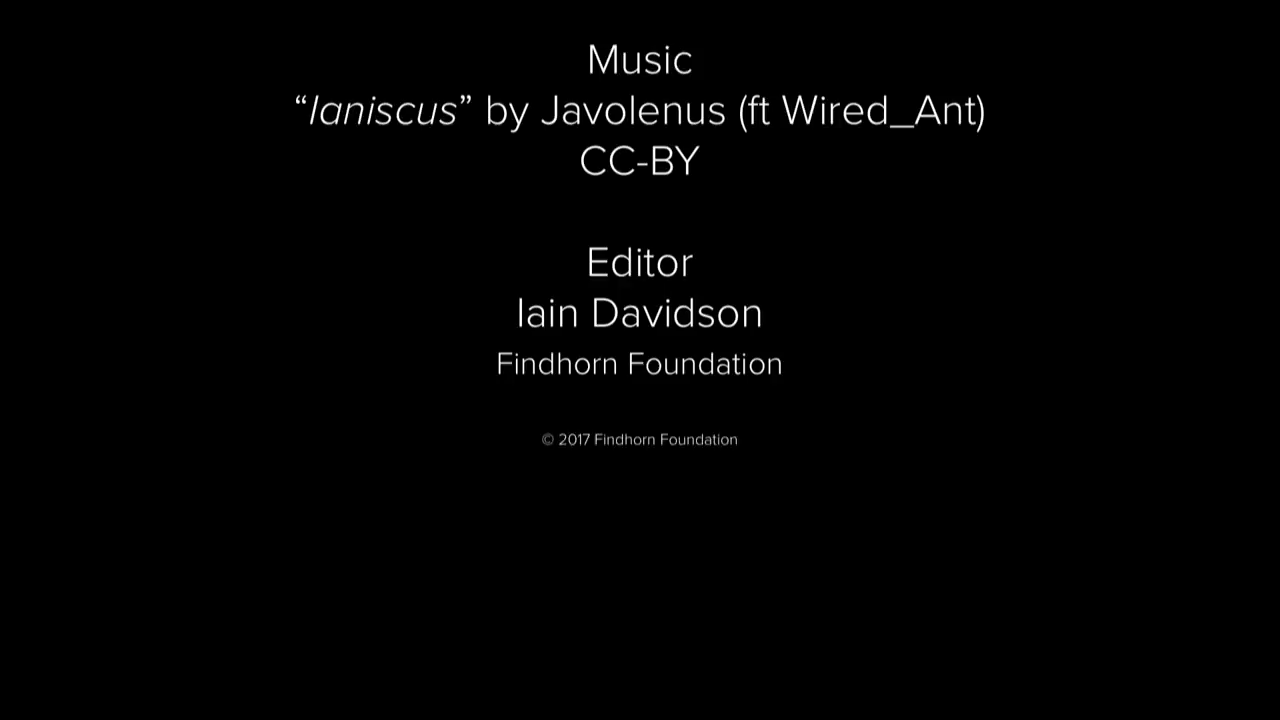 Music
“Ianiscus” by Javolenus (ft Wired_Ant)
CC-BY
Editor
Iain Davidson
Findhorn Foundation
© 2017 Findhorn Foundation